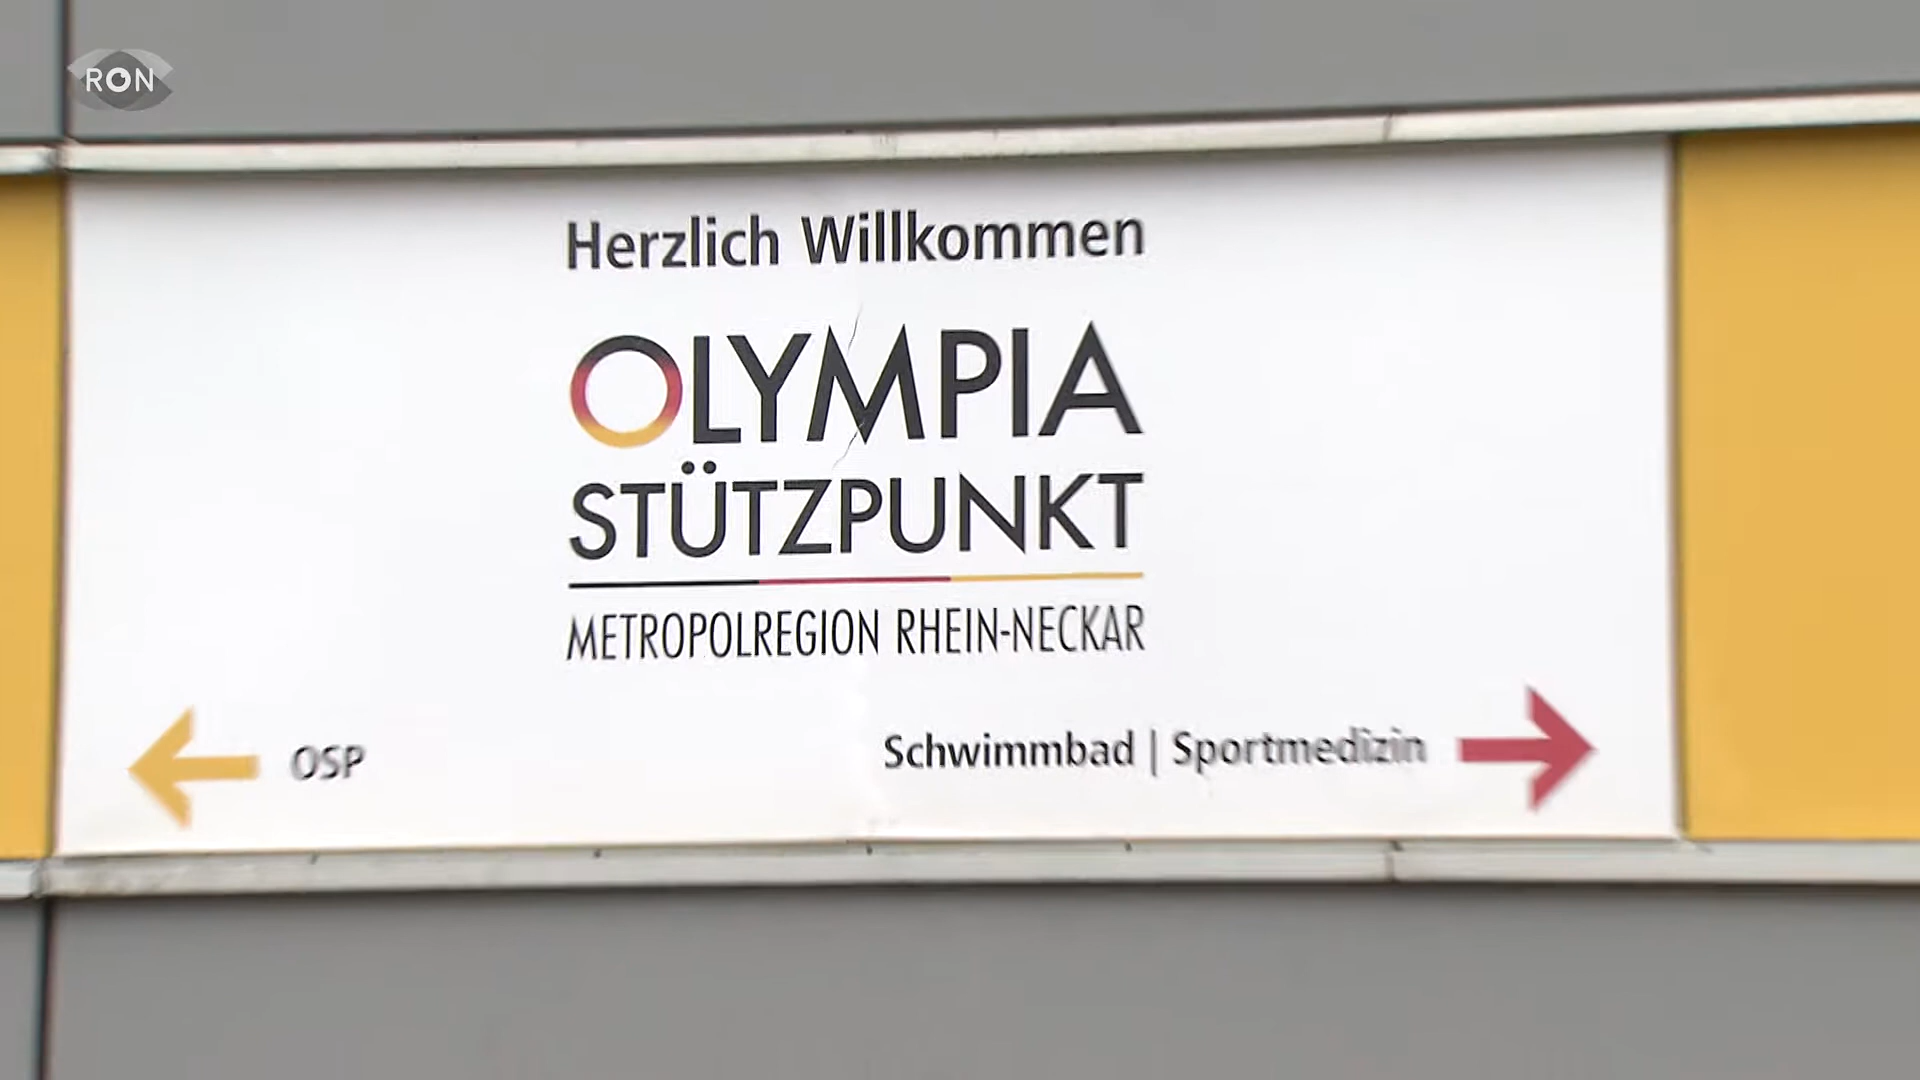 RON
Herzlich Willkommen
OLYMPIA
STÜTZPUNKT
METROPOLREGION RHEIN-NECKAR
OSP
Schwimmbad | Sportmedizin